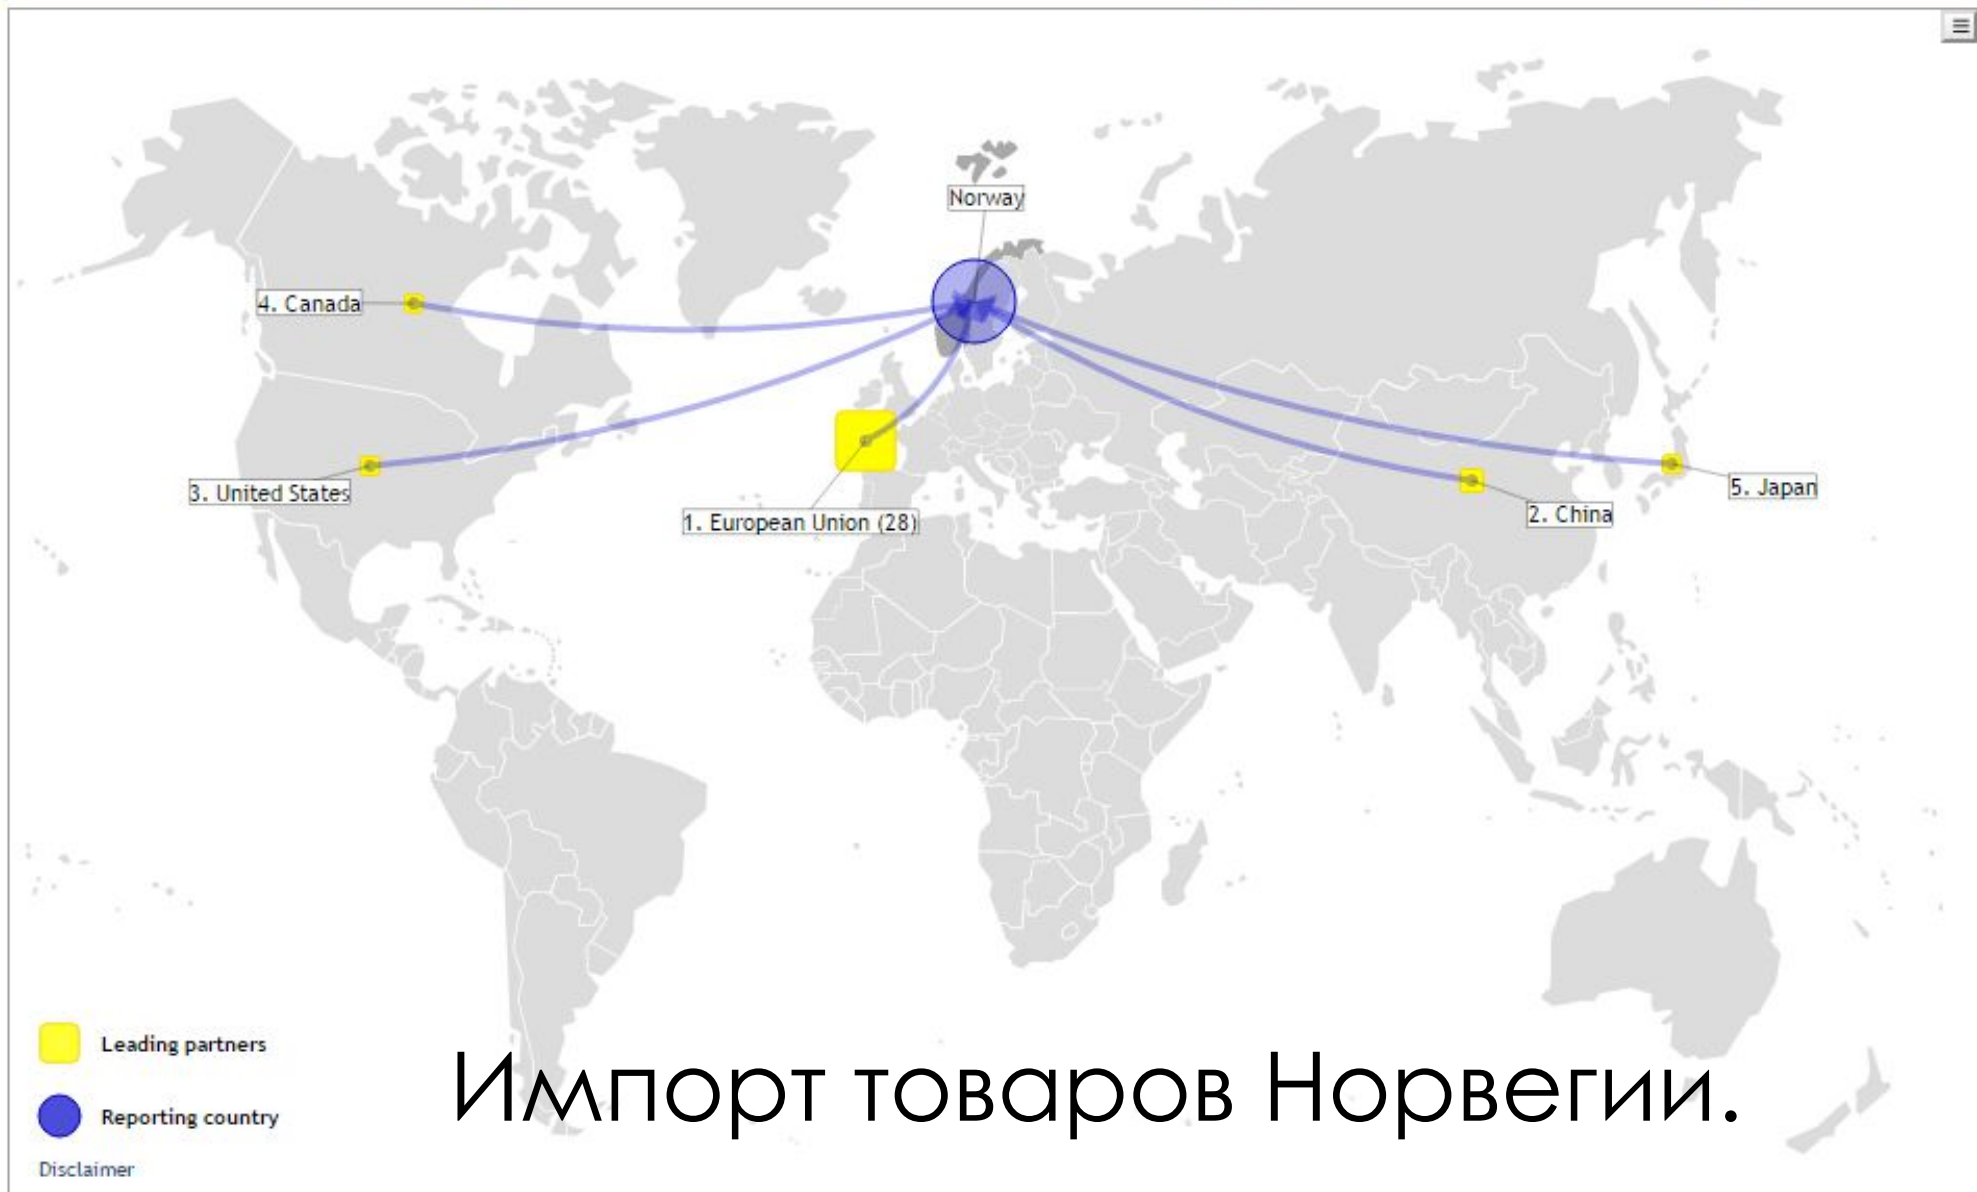 Norway
4. Canada
3. United States
1. European Union (28)
2. China
5. Japan
Leading partners
Reporting country
Disclaimer
Импорт товаров Норвегии.